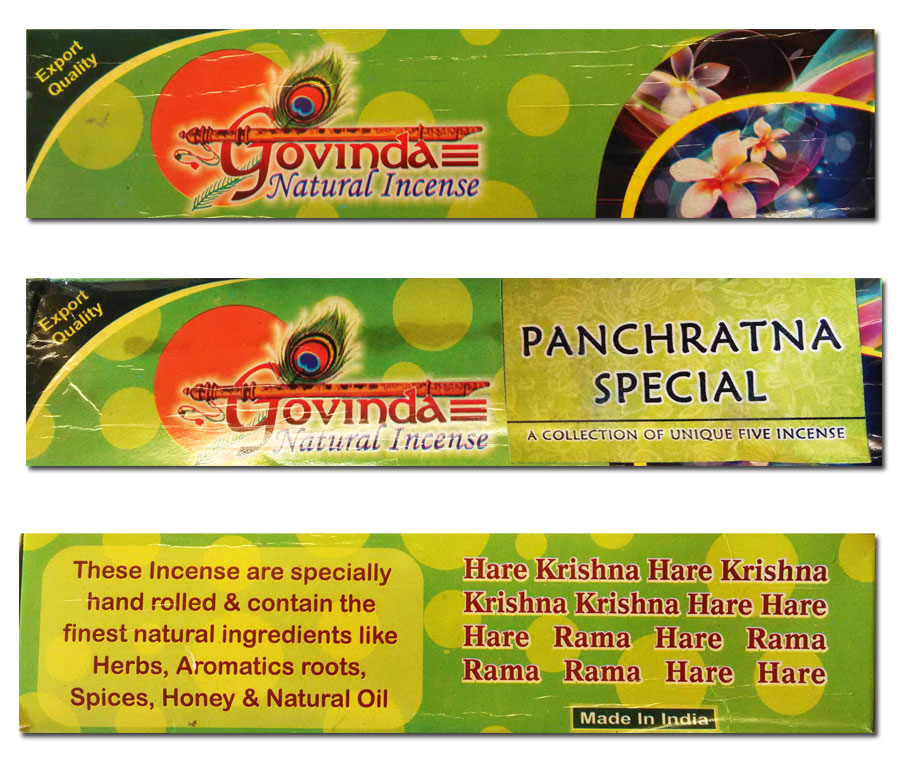 Export
Quality
Govinda
Natural Incense
Export
Quality
Govinda
Natural Incense
PANCHRATNA
SPECIAL
A COLLECTION OF UNIQUE FIVE INCENSE
These Incense are specially
hand rolled & contain the
finest natural ingredients like
Herbs, Aromatics roots,
Spices, Honey & Natural Oil
Hare Krishna Hare Krishna
Krishna Krishna Hare Hare
Hare Rama Hare Rama
Rama Rama Hare Hare
Made In India